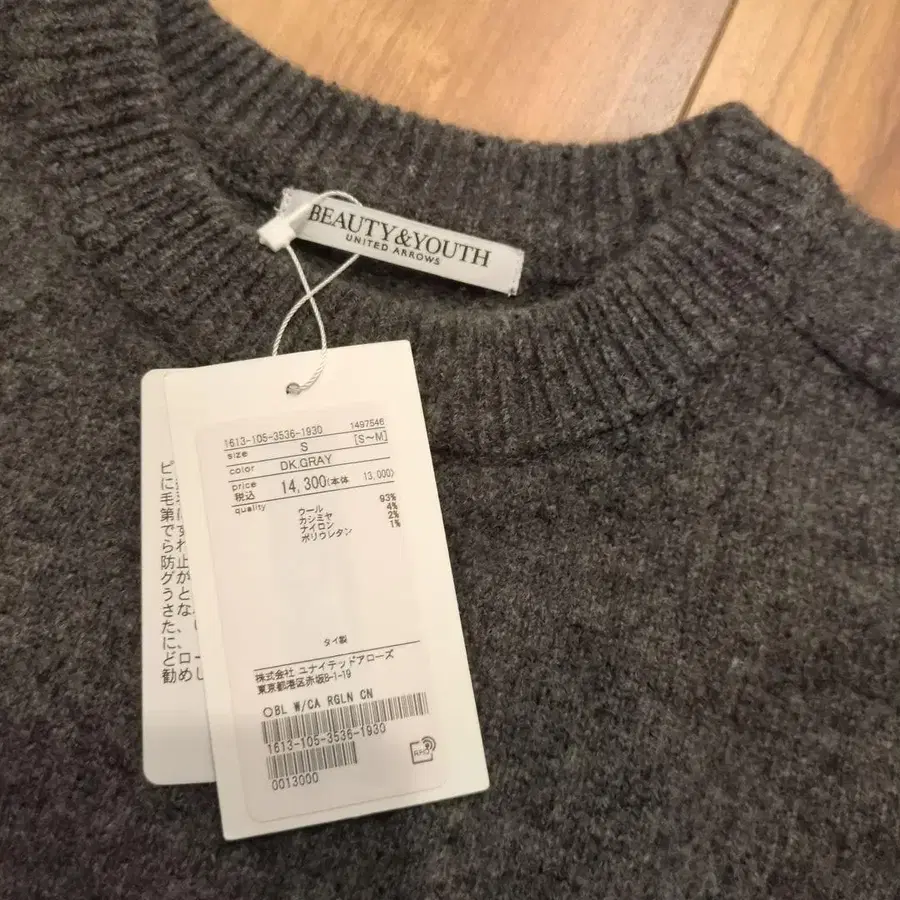 BEAUTY&YOUTH
UNITED ARROWS
1613-105-3536-1930 1497546
size S [S~M]
color DK.GRAY
price 税込 14,300(本体 13,000)
quality
ウール 93%
カシミヤ 4%
ナイロン 2%
ポリウレタン 1%
タイ製
株式会社 ユナイテッドアローズ
東京都港区赤坂8-1-19
○BL W/CA RGLN CN
1613-105-3536-1930
0013000
RFID